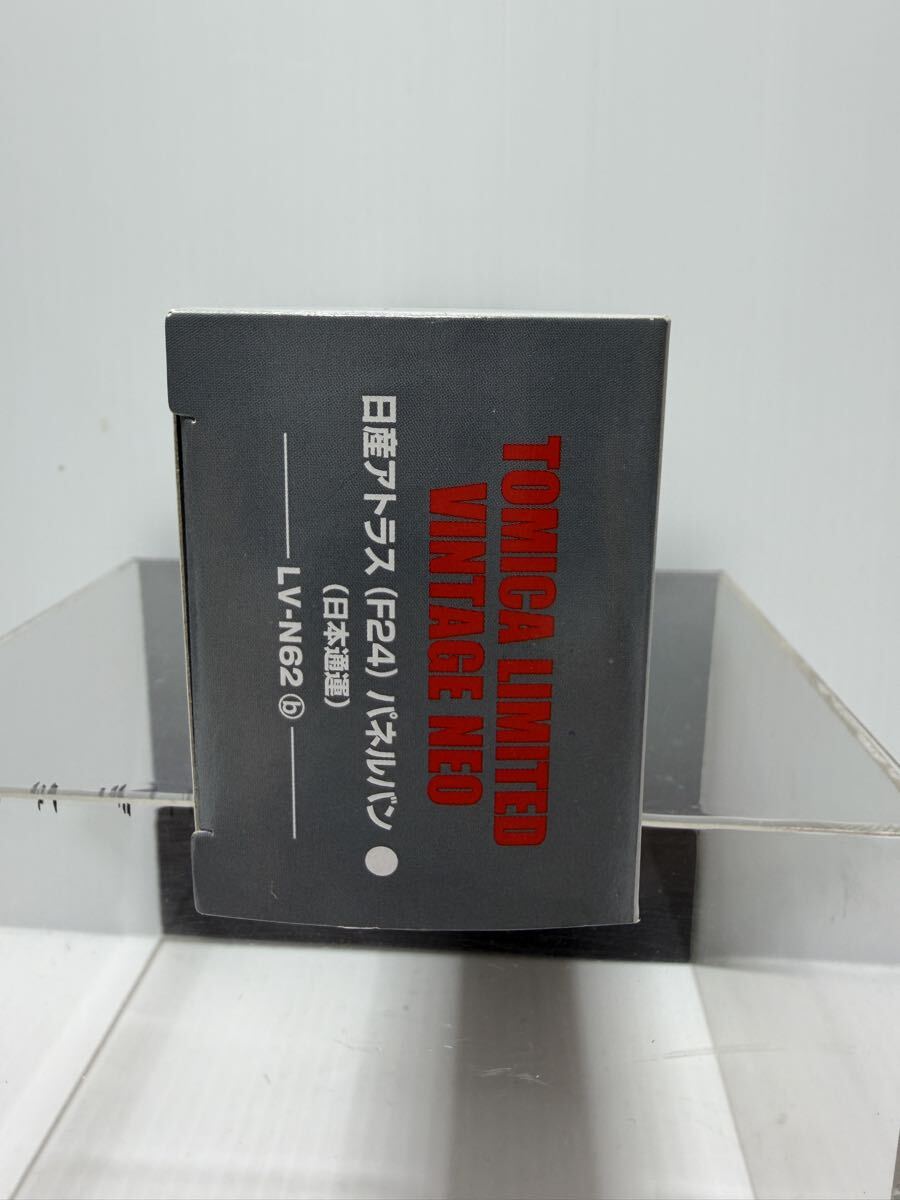 TOMICA LIMITED
VINTAGE NEO
日産アトラス（F24）パネルバン
（日本通運）
LV-N62 ⓑ